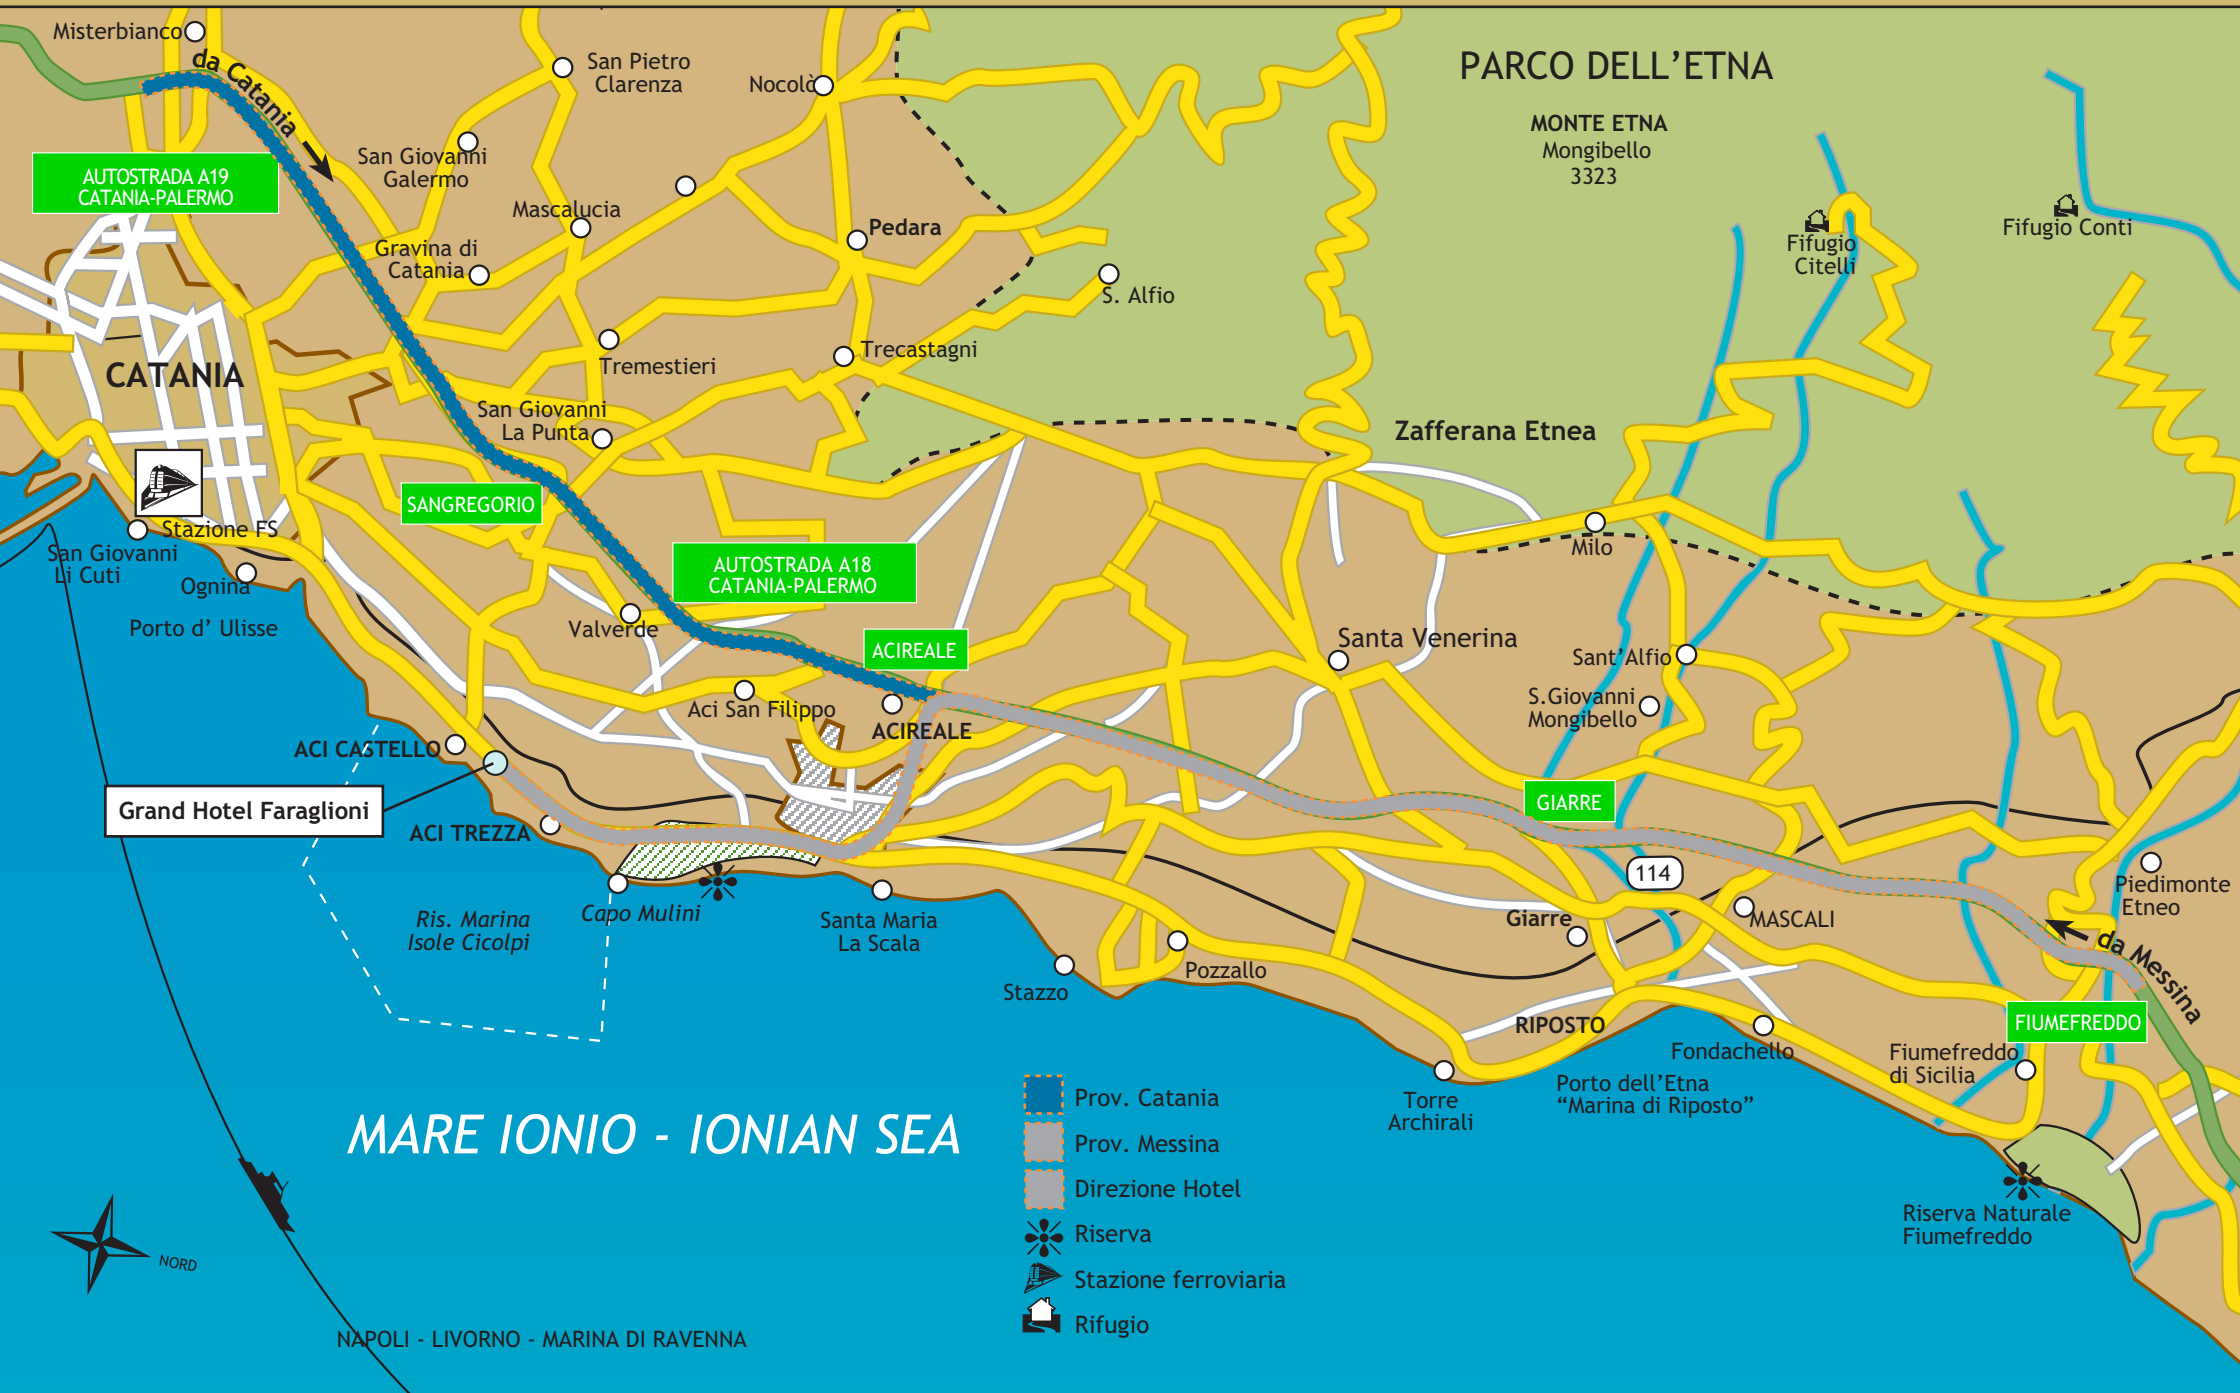 Misterbianco
da Catania
San Pietro
Clarenza
Nocolò
PARCO DELL'ETNA
MONTE ETNA
Mongibello
3323
AUTOSTRADA A19
CATANIA-PALERMO
San Giovanni
Galermo
Mascalucia
Pedara
Gravina di
Catania
S. Alfio
Fifugio
Citelli
Fifugio Conti
CATANIA
Tremestieri
Trecastagni
San Giovanni
La Punta
Zafferana Etnea
SANGREGORIO
Stazione FS
San Giovanni
Li Cuti
Ognina
Porto d' Ulisse
AUTOSTRADA A18
CATANIA-PALERMO
Milo
Valverde
ACIREALE
Santa Venerina
Sant'Alfio
S.Giovanni
Mongibello
Aci San Filippo
ACIREALE
ACI CASTELLO
Grand Hotel Faraglioni
ACI TREZZA
GIARRE
114
Piedimonte
Etneo
Ris. Marina
Isole Cicolpi
Capo Mulini
Santa Maria
La Scala
Giarre
MASCALI
da Messina
Stazzo
Pozzallo
RIPOSTO
FIUMEFREDDO
Fondachello
Fiumefreddo
di Sicilia
Torre
Archirali
Porto dell'Etna
“Marina di Riposto”
MARE IONIO - IONIAN SEA
Prov. Catania
Prov. Messina
Direzione Hotel
Riserva
Stazione ferroviaria
Rifugio
Riserva Naturale
Fiumefreddo
NORD
NAPOLI - LIVORNO - MARINA DI RAVENNA